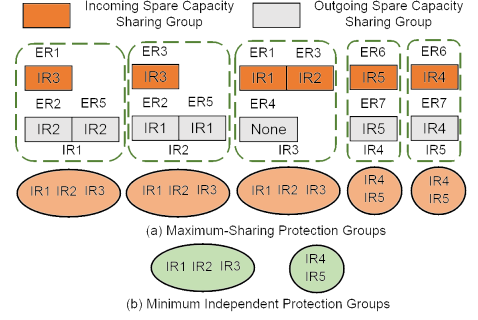 Incoming Spare Capacity Outgoing Spare Capacity
Sharing Group Sharing Group
ER1 ER3 ER1 ER3 ER6 ER6
IR3 IR3 IR1 IR2 IR5 IR4
ER2 ER5 ER2 ER5 ER4 ER7 ER7
IR2 IR2 IR1 IR1 None IR5 IR4
IR1 IR2 IR3 IR4 IR5
IR1 IR2 IR3 IR1 IR2 IR3 IR1 IR2 IR3 IR4 IR4
IR5 IR5
(a) Maximum-Sharing Protection Groups
IR1 IR2 IR3 IR4
IR5
(b) Minimum Independent Protection Groups